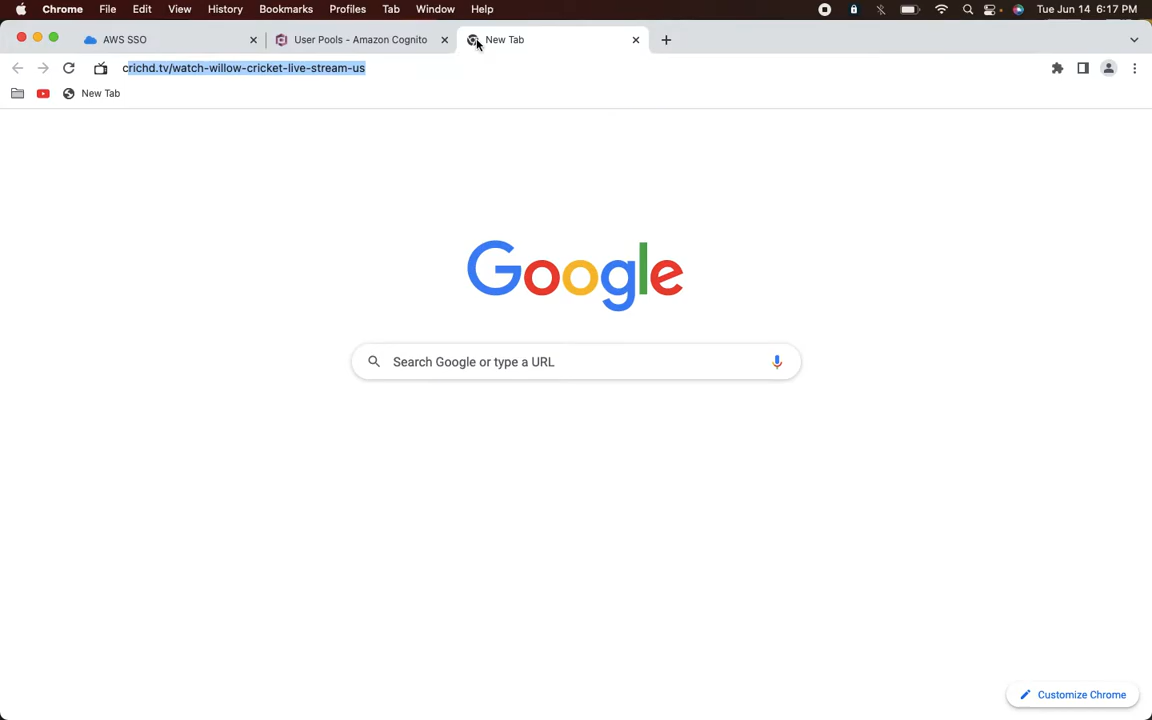 Chrome File Edit View History Bookmarks Profiles Tab Window Help Tue Jun 14 6:17 PM
AWS SSO User Pools - Amazon Cognito New Tab
crichd.tv/watch-willow-cricket-live-stream-us
New Tab
Google
Search Google or type a URL
Customize Chrome